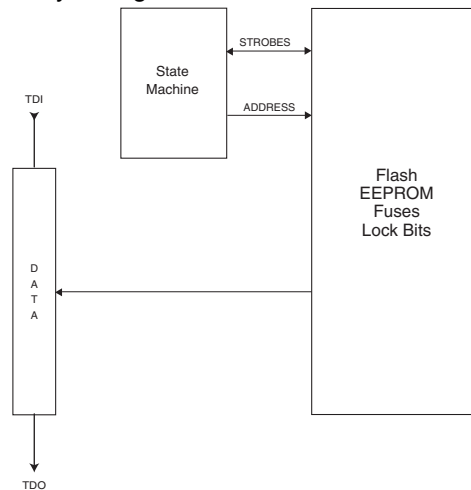 STROBES
State
Machine
ADDRESS
TDI
Flash
EEPROM
Fuses
Lock Bits
D
A
T
A
TDO